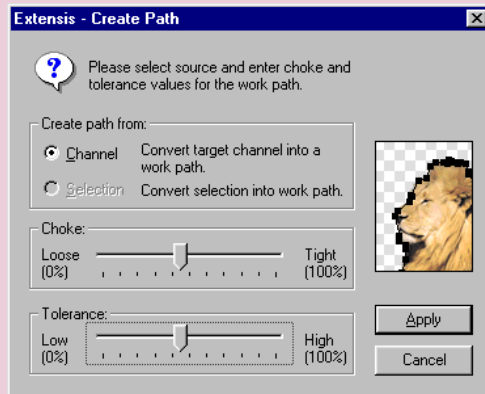 Extensis - Create Path
Please select source and enter choke and
tolerance values for the work path.
Create path from:
Channel
Convert target channel into a
work path.
Selection
Convert selection into work path.
Choke:
Loose
(0%)
Tight
(100%)
Tolerance:
Low
(0%)
High
(100%)
Apply
Cancel